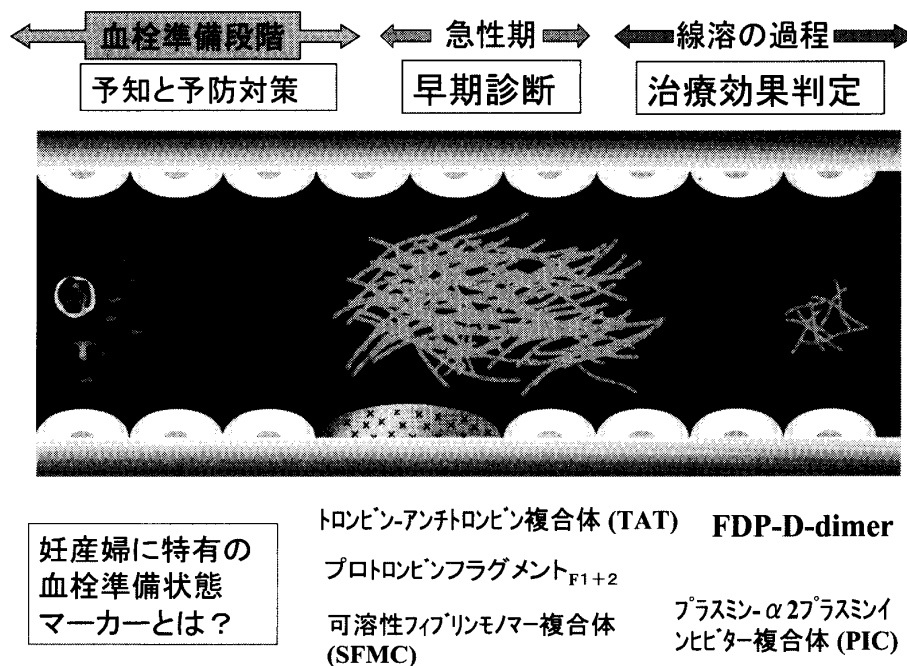 血栓準備段階
急性期
線溶の過程
予知と予防対策
早期診断
治療効果判定
妊産婦に特有の
血栓準備状態
マーカーとは？
トロンビン-アンチトロンビン複合体 (TAT)
プロトロンビンフラグメントF1+2
可溶性フィブリンモノマー複合体
(SFMC)
FDP-D-dimer
プラスミン-α2プラスミンイ
ンヒビター複合体 (PIC)